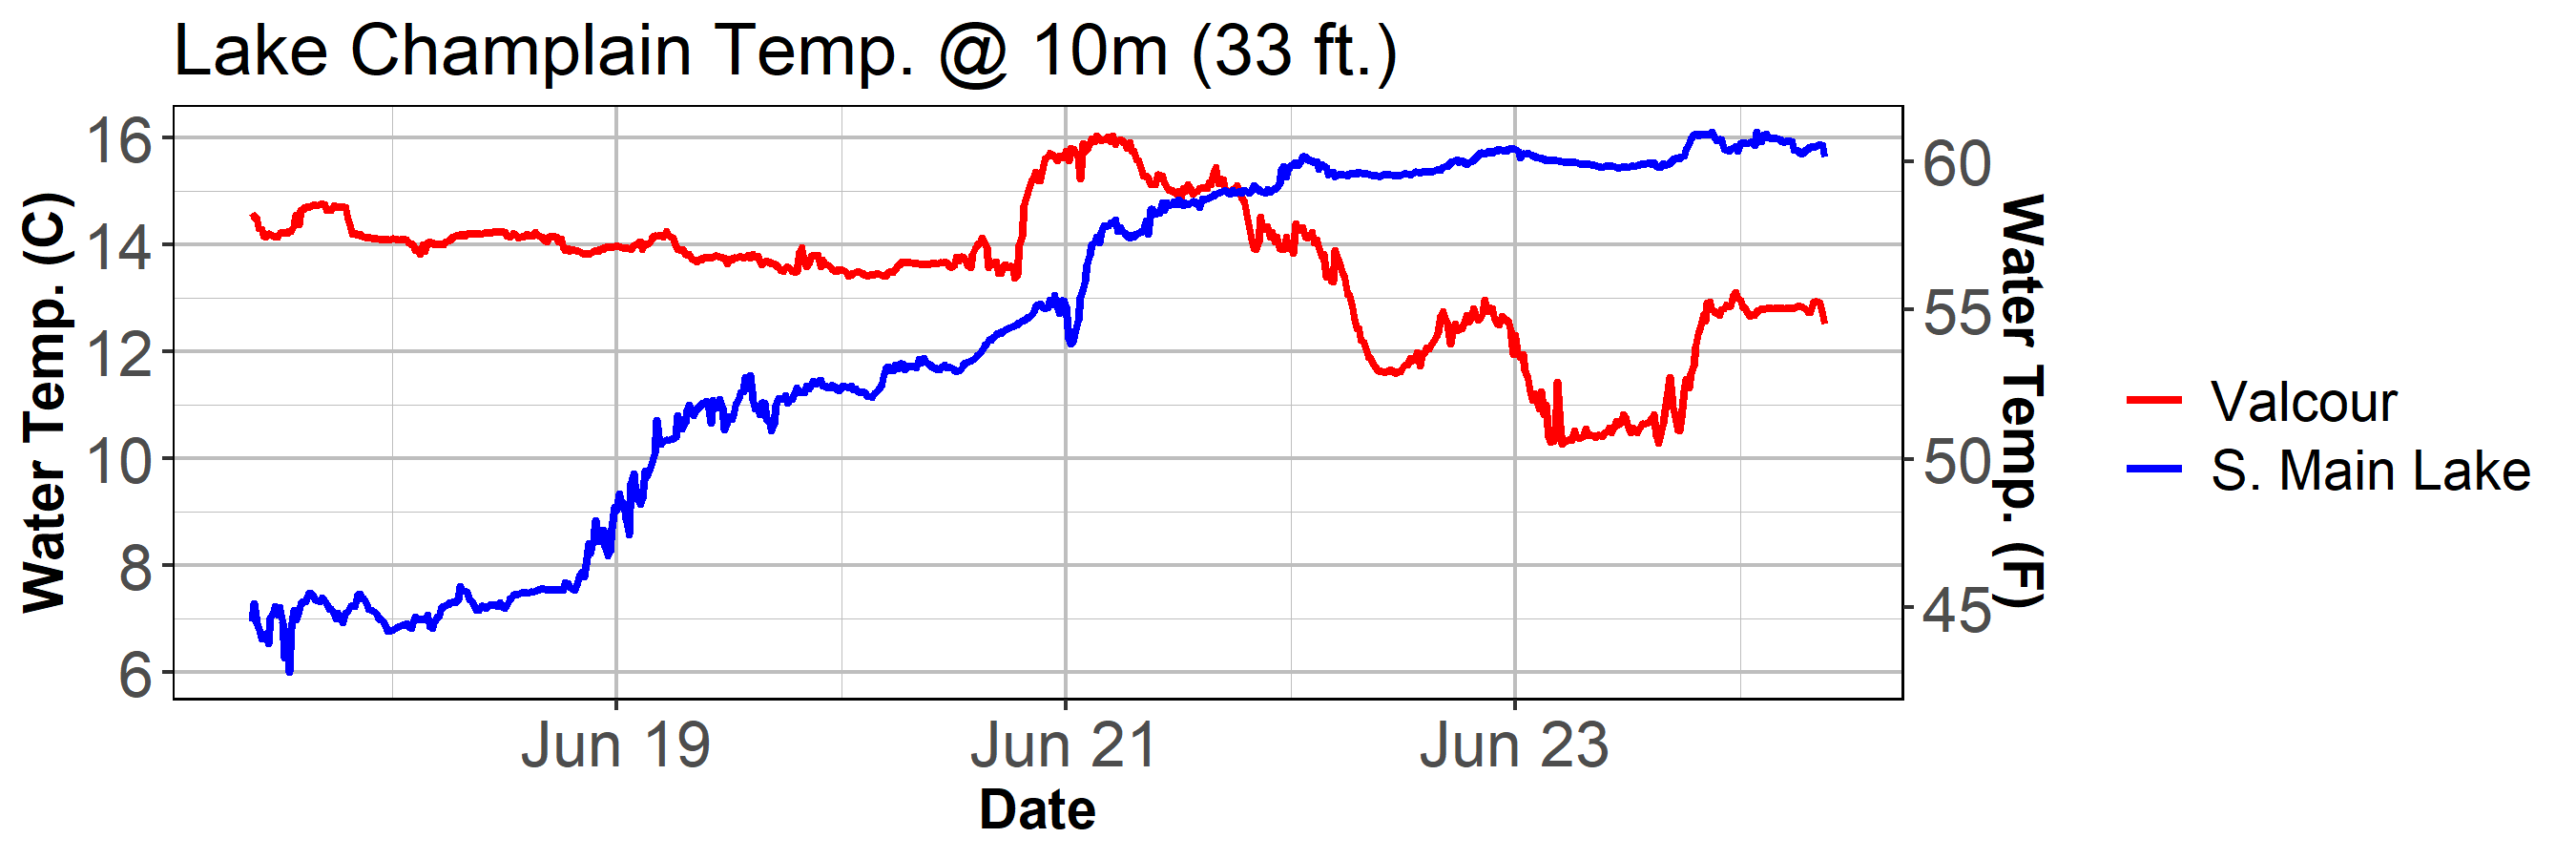 Lake Champlain Temp. @ 10m (33 ft.)
Water Temp. (C)
16
14
12
10
8
6
60
55
50
45
Water Temp. (F)
Jun 19
Jun 21
Jun 23
Date
Valcour
S. Main Lake